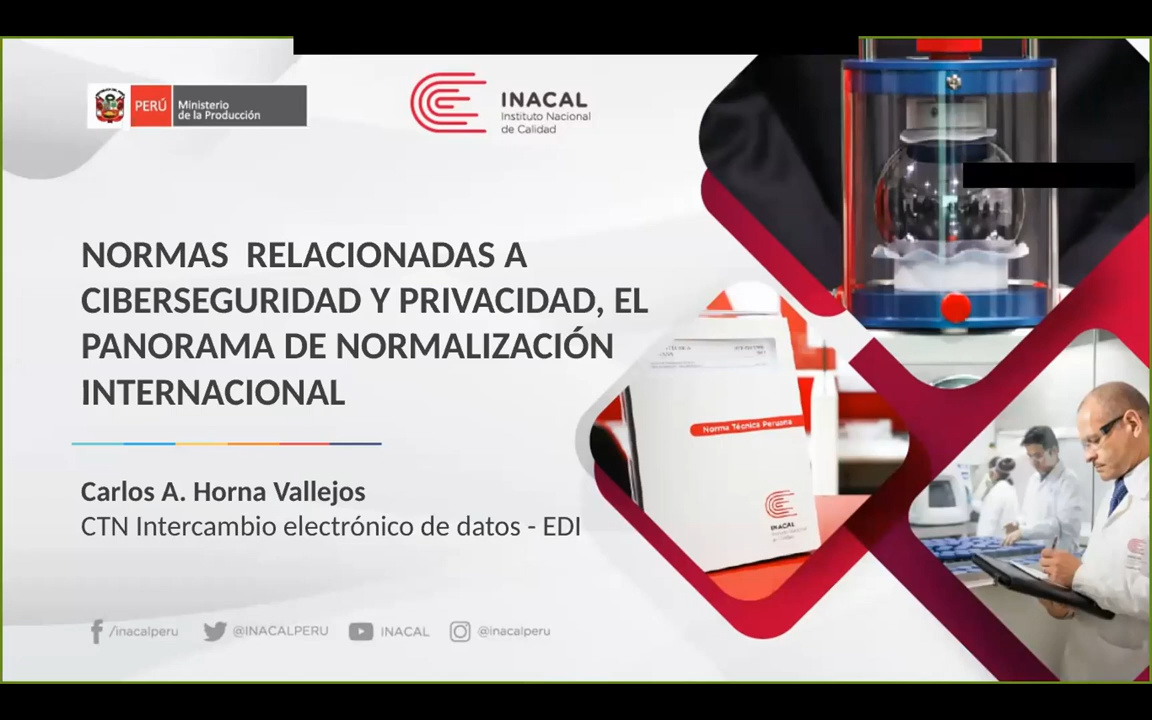 PERÚ
Ministerio
de la Producción
INACAL
Instituto Nacional
de Calidad
NORMAS RELACIONADAS A
CIBERSEGURIDAD Y PRIVACIDAD, EL
PANORAMA DE NORMALIZACIÓN
INTERNACIONAL
Carlos A. Horna Vallejos
CTN Intercambio electrónico de datos - EDI
/inacalperu
@INACALPERU
INACAL
@inacalperu
Norma Técnica Peruana
INACAL